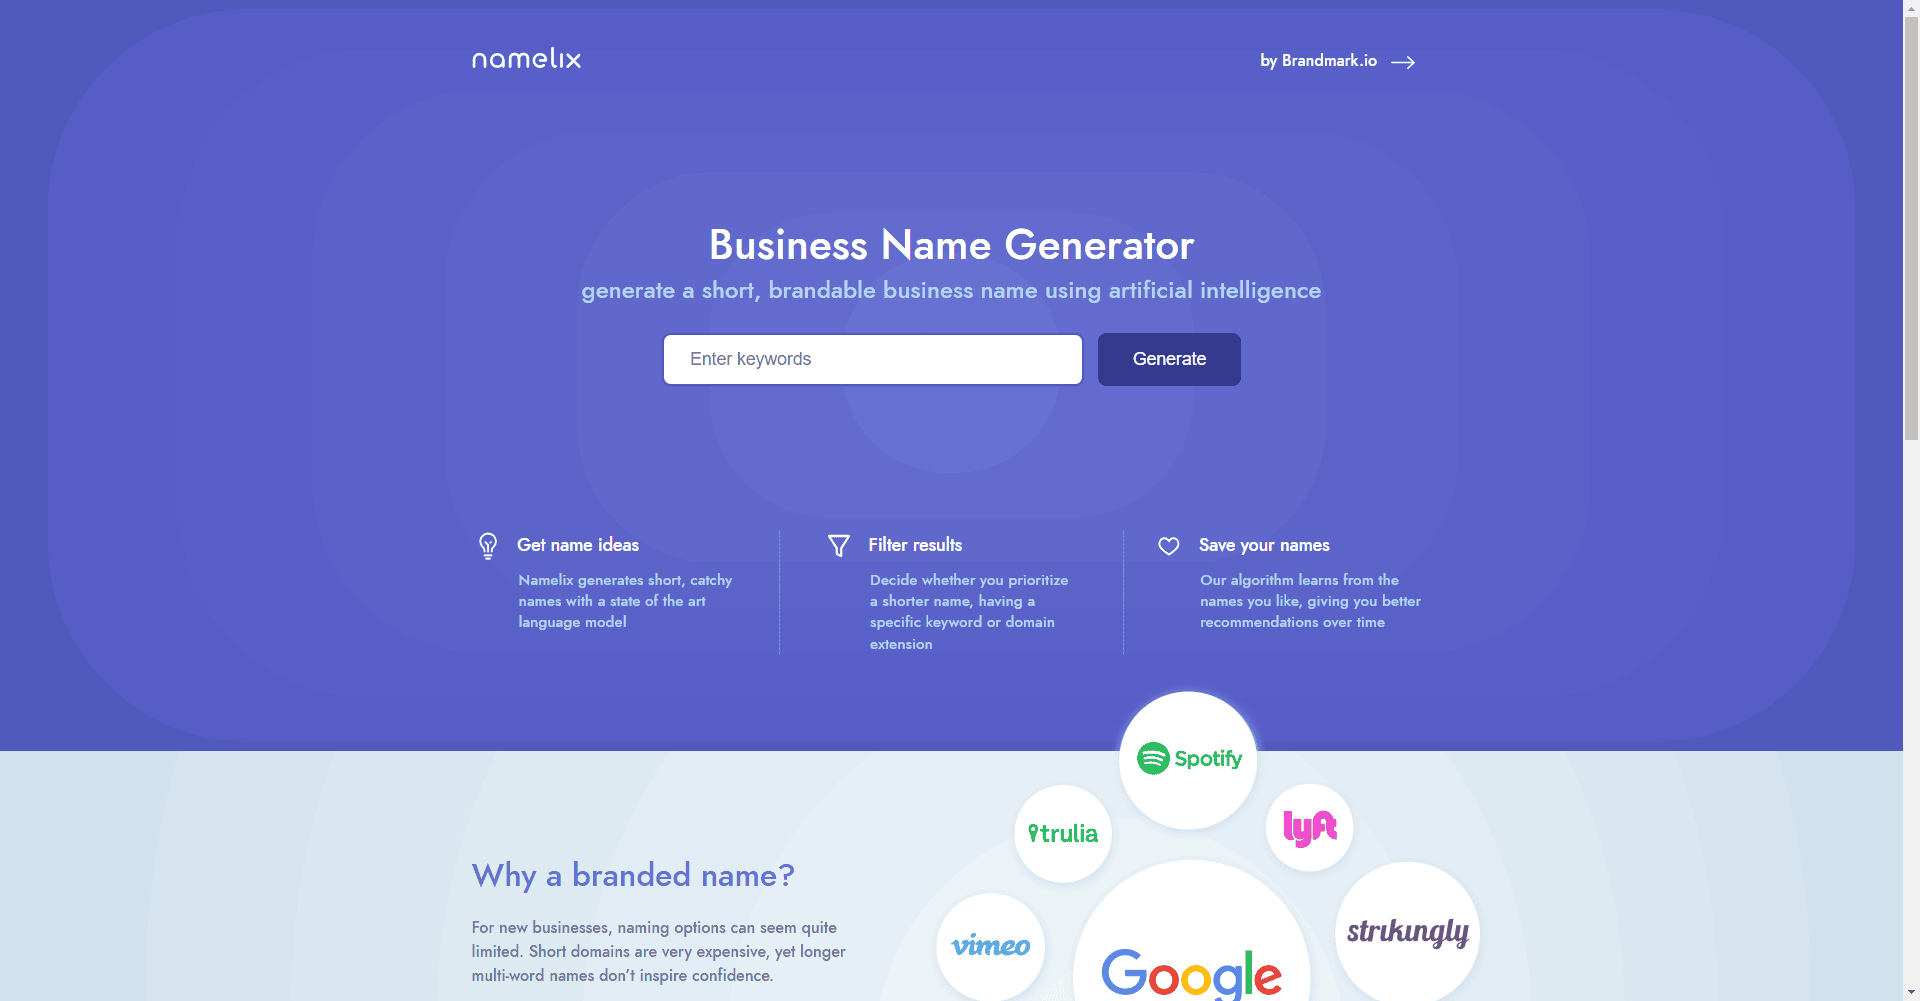 namelix
by Brandmark.io
Business Name Generator
generate a short, brandable business name using artificial intelligence
Enter keywords
Generate
Get name ideas
Namelix generates short, catchy
names with a state of the art
language model
Filter results
Decide whether you prioritize
a shorter name, having a
specific keyword or domain
extension
Save your names
Our algorithm learns from the
names you like, giving you better
recommendations over time
Why a branded name?
For new businesses, naming options can seem quite
limited. Short domains are very expensive, yet longer
multi-word names don’t inspire confidence.
Spotify
trulia
lyft
vimeo
Google
strikingly